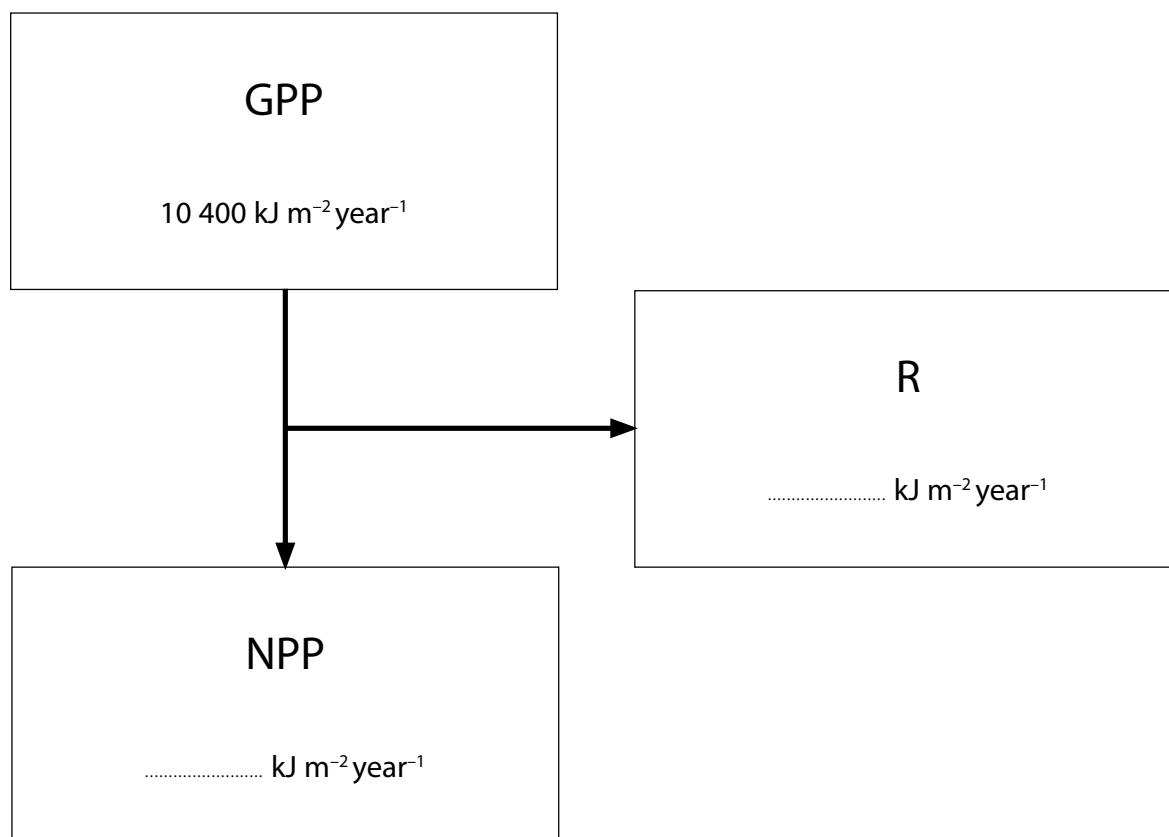 GPP
10 400 kJ m⁻² year⁻¹
R
......................... kJ m⁻² year⁻¹
NPP
......................... kJ m⁻² year⁻¹